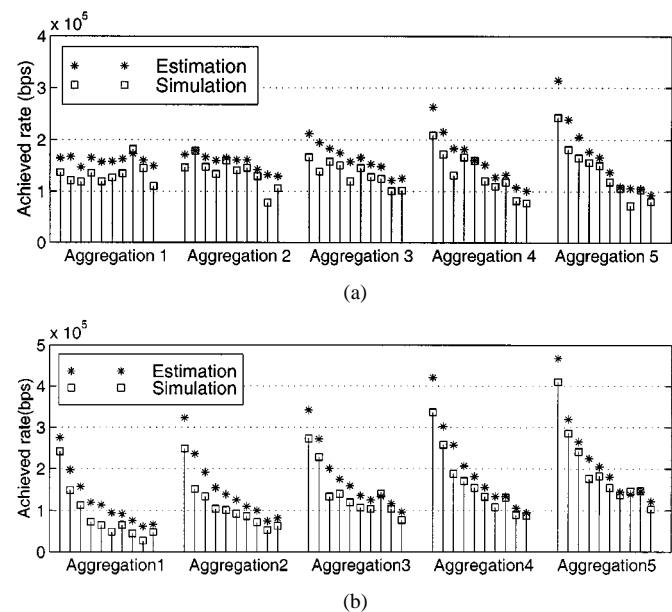 x 10^5
4
Achieved rate (bps)
Estimation
Simulation
3
2
1
0
Aggregation 1 Aggregation 2 Aggregation 3 Aggregation 4 Aggregation 5
(a)
x 10^5
5
Achieved rate(bps)
Estimation
Simulation
4
3
2
1
0
Aggregation1 Aggregation2 Aggregation3 Aggregation4 Aggregation5
(b)